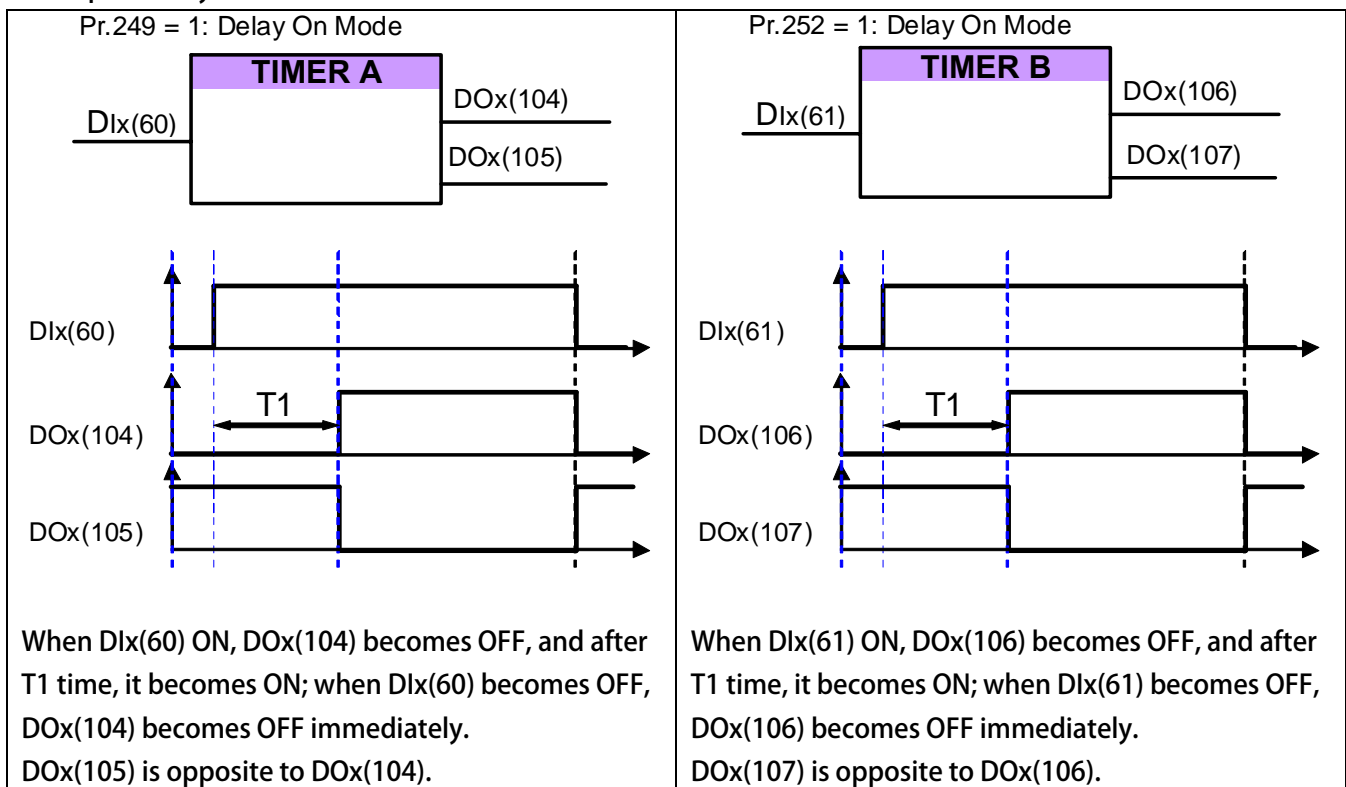 Pr.249 = 1: Delay On Mode
TIMER A
DIx(60)
DOx(104)
DOx(105)
DIx(60)
T1
DOx(104)
DOx(105)
When DIx(60) ON, DOx(104) becomes OFF, and after
T1 time, it becomes ON; when DIx(60) becomes OFF,
DOx(104) becomes OFF immediately.
DOx(105) is opposite to DOx(104).
Pr.252 = 1: Delay On Mode
TIMER B
DIx(61)
DOx(106)
DOx(107)
DIx(61)
T1
DOx(106)
DOx(107)
When DIx(61) ON, DOx(106) becomes OFF, and after
T1 time, it becomes ON; when DIx(61) becomes OFF,
DOx(106) becomes OFF immediately.
DOx(107) is opposite to DOx(106).